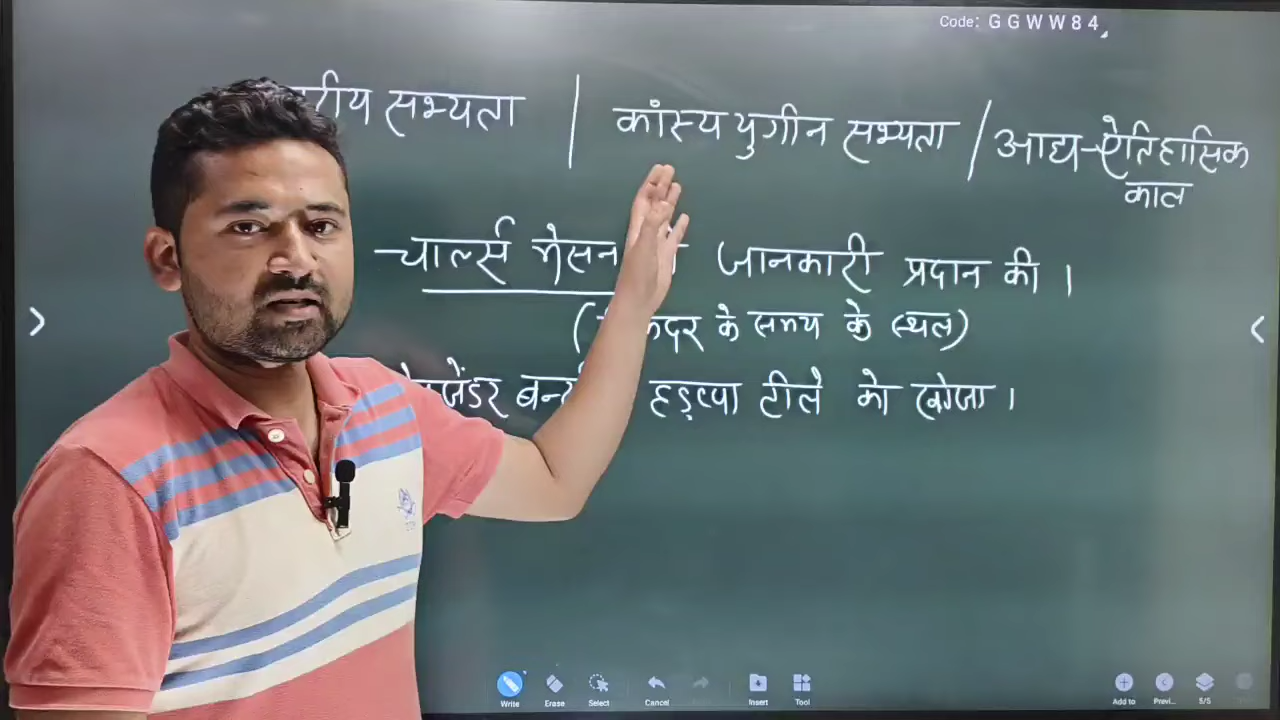 Code: GGWW84
सभ्यता / कांस्य युगीन सभ्यता / आद्य-ऐतिहासिक
काल
चार्ल्स मेसन जानकारी प्रदान की ।
के समय के स्थल)
हड़प्पा टीले को खोजा ।
Write Erase Select Cancel Insert Tool Add to Previ... 5/5